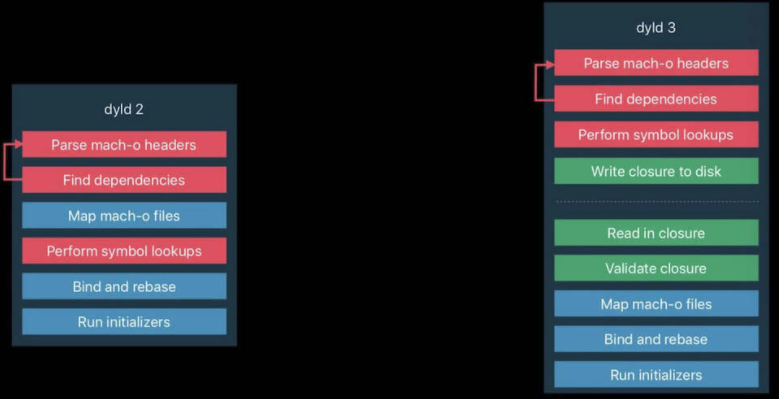 dyld 2
Parse mach-o headers
Find dependencies
Map mach-o files
Perform symbol lookups
Bind and rebase
Run initializers
dyld 3
Parse mach-o headers
Find dependencies
Perform symbol lookups
Write closure to disk
Read in closure
Validate closure
Map mach-o files
Bind and rebase
Run initializers